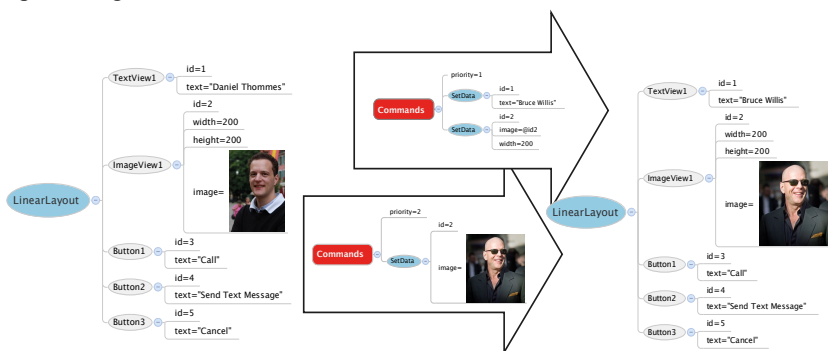 LinearLayout
TextView1
id=1
text="Daniel Thommes"
ImageView1
id=2
width=200
height=200
image=
Button1
id=3
text="Call"
Button2
id=4
text="Send Text Message"
Button3
id=5
text="Cancel"
Commands
priority=1
SetData
id=1
text="Bruce Willis"
SetData
id=2
image=@id2
width=200
Commands
priority=2
SetData
id=2
image=
LinearLayout
TextView1
id=1
text="Bruce Willis"
ImageView1
id=2
width=200
height=200
image=
Button1
id=3
text="Call"
Button2
id=4
text="Send Text Message"
Button3
id=5
text="Cancel"